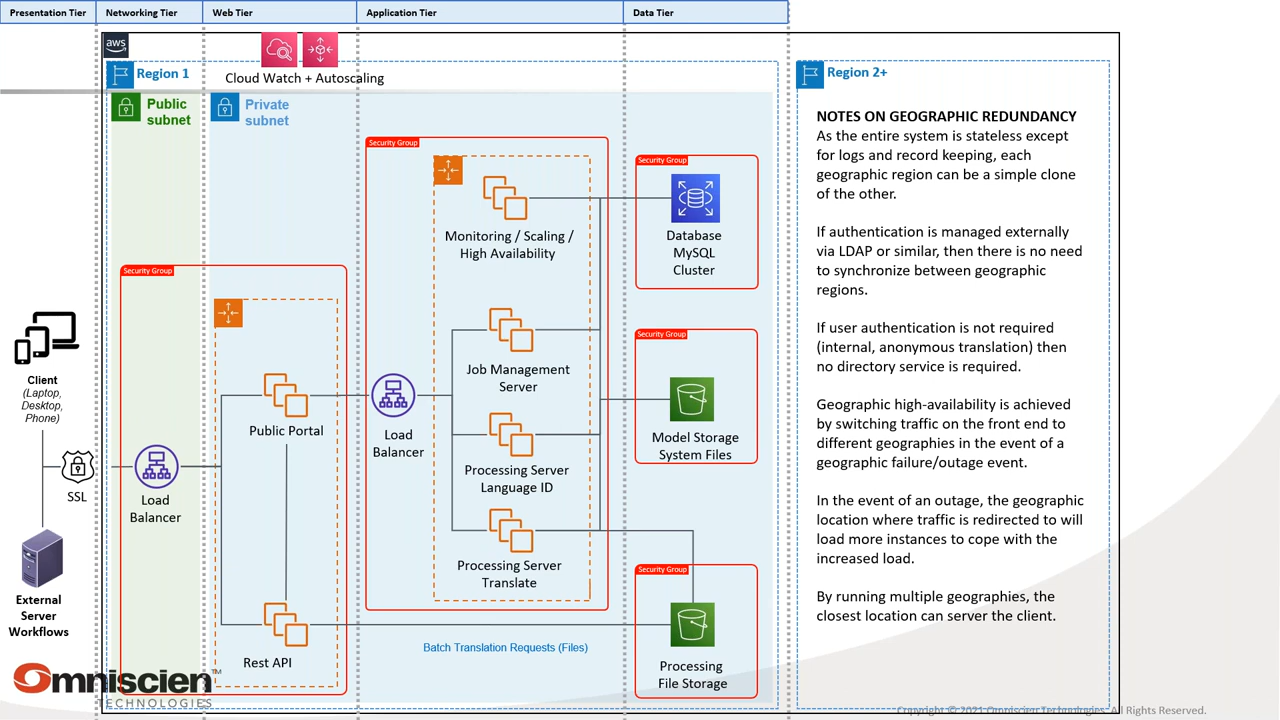 Presentation Tier
Networking Tier
Web Tier
Application Tier
Data Tier
aws
Cloud Watch + Autoscaling
Region 1
Public
subnet
Private
subnet
Security Group
Client
(Laptop,
Desktop,
Phone)
SSL
External
Server
Workflows
Load
Balancer
Public Portal
Rest API
Security Group
Load
Balancer
Monitoring / Scaling /
High Availability
Job Management
Server
Processing Server
Language ID
Processing Server
Translate
Batch Translation Requests (Files)
Security Group
Database
MySQL
Cluster
Security Group
Model Storage
System Files
Security Group
Processing
File Storage
Region 2+
NOTES ON GEOGRAPHIC REDUNDANCY
As the entire system is stateless except
for logs and record keeping, each
geographic region can be a simple clone
of the other.
If authentication is managed externally
via LDAP or similar, then there is no need
to synchronize between geographic
regions.
If user authentication is not required
(internal, anonymous translation) then
no directory service is required.
Geographic high-availability is achieved
by switching traffic on the front end to
different geographies in the event of a
geographic failure/outage event.
In the event of an outage, the geographic
location where traffic is redirected to will
load more instances to cope with the
increased load.
By running multiple geographies, the
closest location can server the client.
Omniscien™
TECHNOLOGIES
Copyright © 2021 Omniscien Technologies. All Rights Reserved.